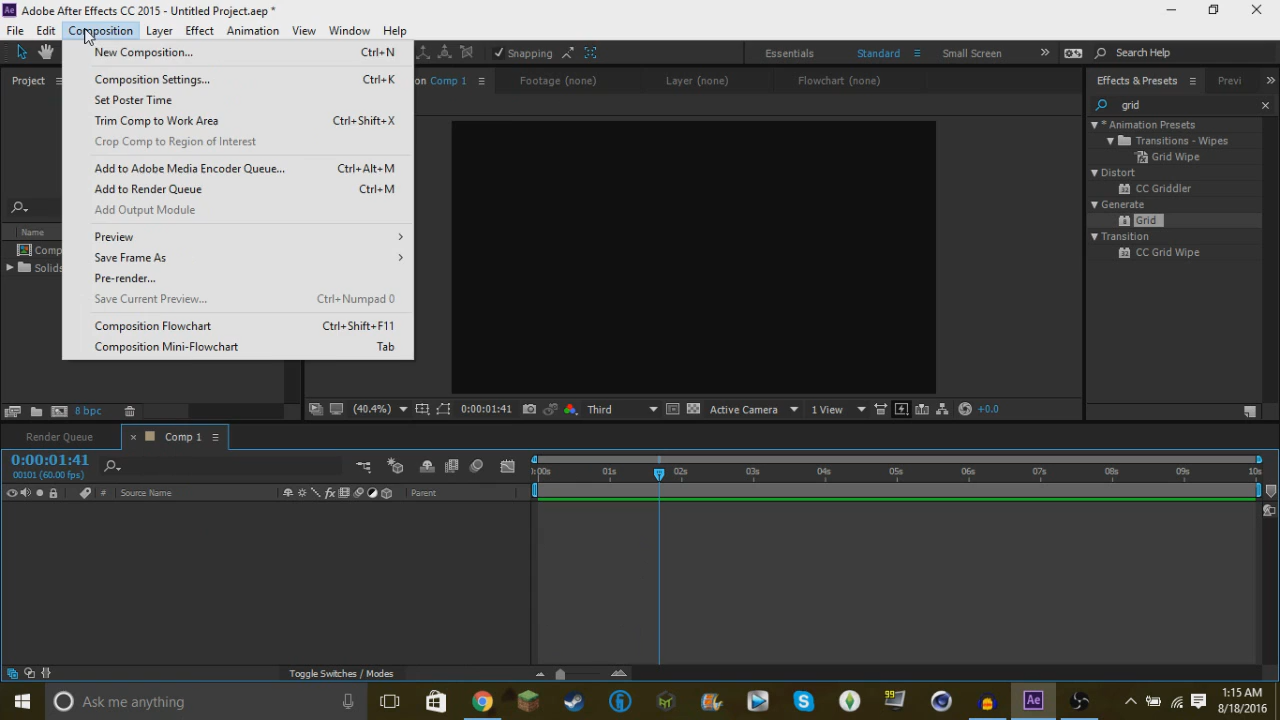 Adobe After Effects CC 2015 - Untitled Project.aep *
File Edit Composition Layer Effect Animation View Window Help
New Composition... Ctrl+N
Composition Settings... Ctrl+K
Set Poster Time
Trim Comp to Work Area Ctrl+Shift+X
Crop Comp to Region of Interest
Add to Adobe Media Encoder Queue... Ctrl+Alt+M
Add to Render Queue Ctrl+M
Add Output Module
Preview
Save Frame As
Pre-render...
Save Current Preview... Ctrl+Numpad 0
Composition Flowchart Ctrl+Shift+F11
Composition Mini-Flowchart Tab
Snapping
Essentials Standard Small Screen Search Help
Project
on Comp 1 Footage (none) Layer (none) Flowchart (none)
Effects & Presets Previ
grid
* Animation Presets
Transitions - Wipes
Grid Wipe
Distort
CC Griddler
Generate
Grid
Transition
CC Grid Wipe
Name
Comp
Solids
8 bpc
(40.4%) 0:00:01:41 Third Active Camera 1 View +0.0
Render Queue Comp 1
0:00:01:41
00101 (60.00 fps)
# Source Name fx Parent
0:00s 01s 02s 03s 04s 05s 06s 07s 08s 09s 10s
Toggle Switches / Modes
Ask me anything
99
Ae
1:15 AM
8/18/2016